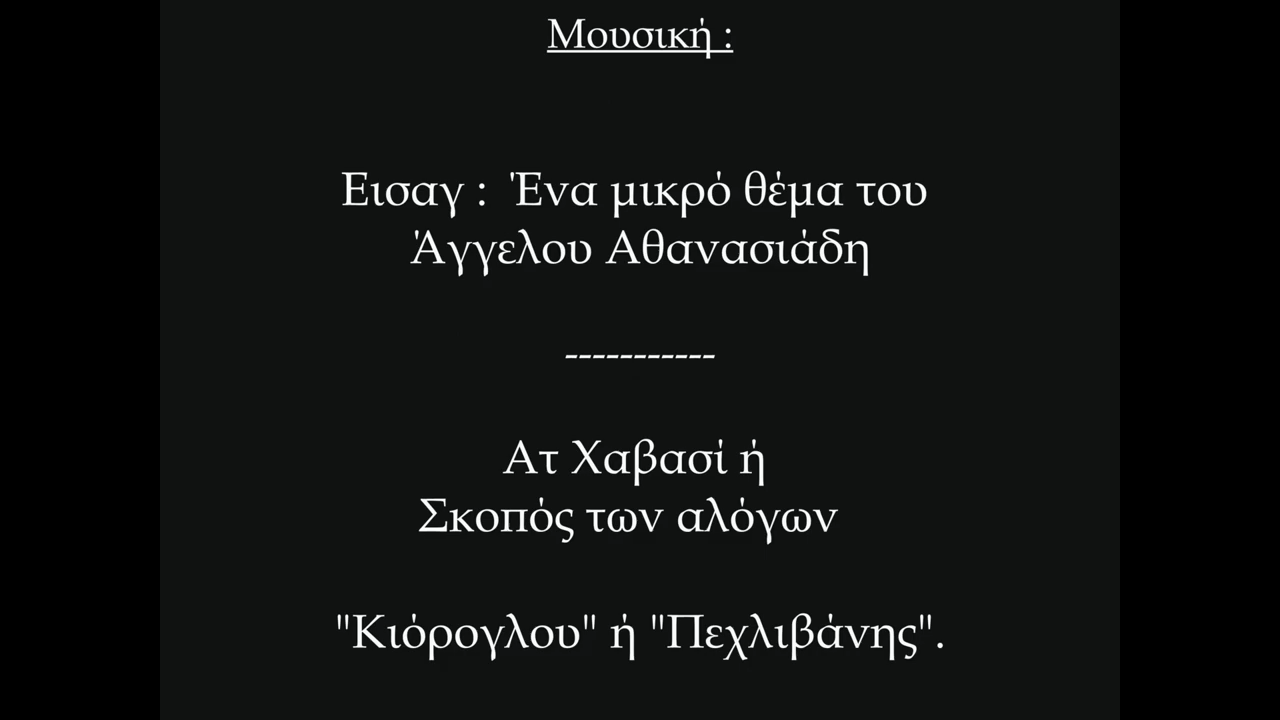 Μουσική :
Εισαγ : Ένα μικρό θέμα του
Άγγελου Αθανασιάδη
-----------
Ατ Χαβασί ή
Σκοπός των αλόγων
"Κιόρογλου" ή "Πεχλιβάνης".